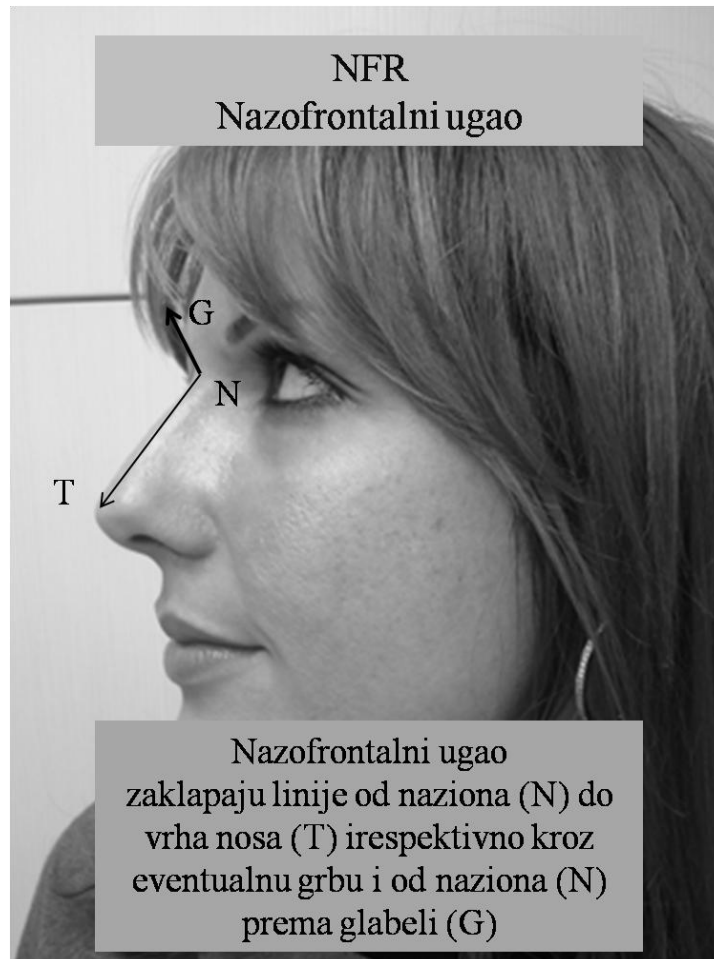 NFR
Nazofrontalni ugao
G
N
T
Nazofrontalni ugao
zaklapaju linije od naziona (N) do
vrha nosa (T) irespektivno kroz
eventualnu grbu i od naziona (N)
prema glabeli (G)